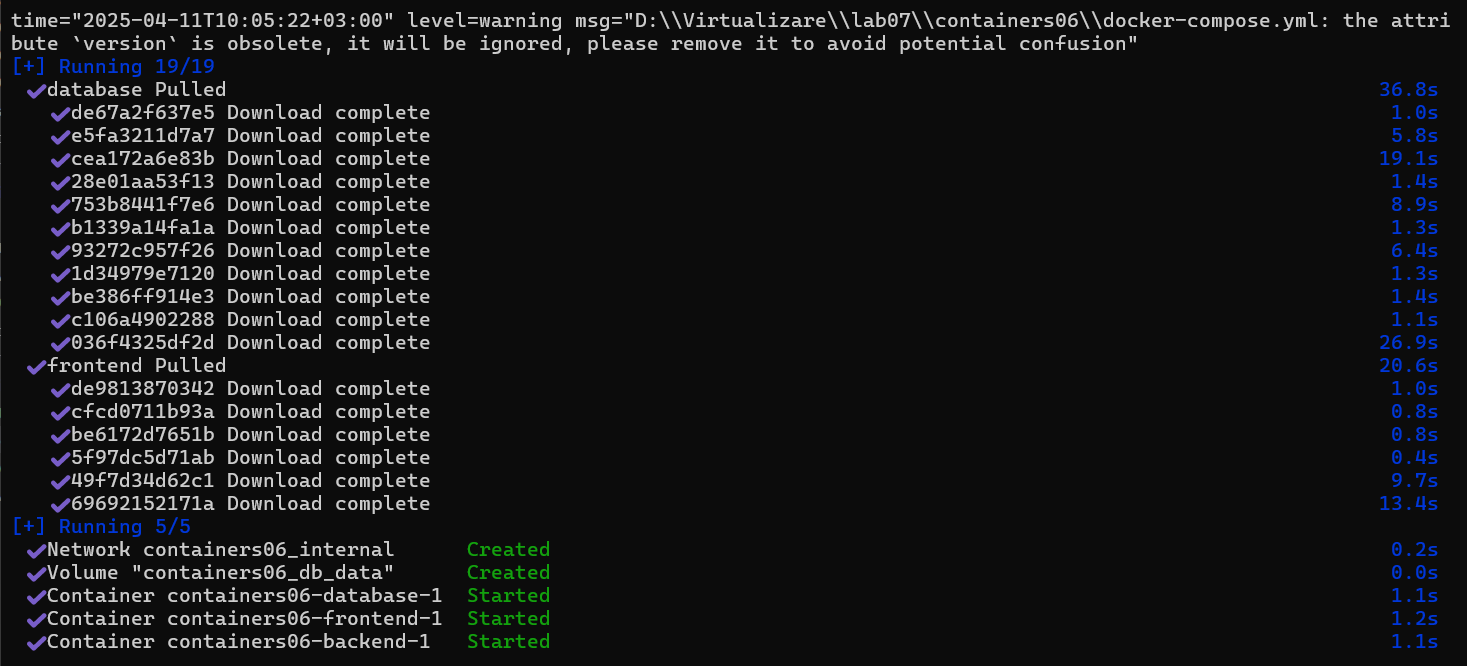 time="2025-04-11T10:05:22+03:00" level=warning msg="D:\\Virtualizare\\lab07\\containers06\\docker-compose.yml: the attri
bute `version` is obsolete, it will be ignored, please remove it to avoid potential confusion"
[+] Running 19/19
✔database Pulled 36.8s
✔de67a2f637e5 Download complete 1.0s
✔e5fa3211d7a7 Download complete 5.8s
✔cea172a6e83b Download complete 19.1s
✔28e01aa53f13 Download complete 1.4s
✔753b8441f7e6 Download complete 8.9s
✔b1339a14fa1a Download complete 1.3s
✔93272c957f26 Download complete 6.4s
✔1d34979e7120 Download complete 1.3s
✔be386ff914e3 Download complete 1.4s
✔c106a4902288 Download complete 1.1s
✔036f4325df2d Download complete 26.9s
✔frontend Pulled 20.6s
✔de9813870342 Download complete 1.0s
✔cfcd0711b93a Download complete 0.8s
✔be6172d7651b Download complete 0.8s
✔5f97dc5d71ab Download complete 0.4s
✔49f7d34d62c1 Download complete 9.7s
✔69692152171a Download complete 13.4s
[+] Running 5/5
✔Network containers06_internal Created 0.2s
✔Volume "containers06_db_data" Created 0.0s
✔Container containers06-database-1 Started 1.1s
✔Container containers06-frontend-1 Started 1.2s
✔Container containers06-backend-1 Started 1.1s